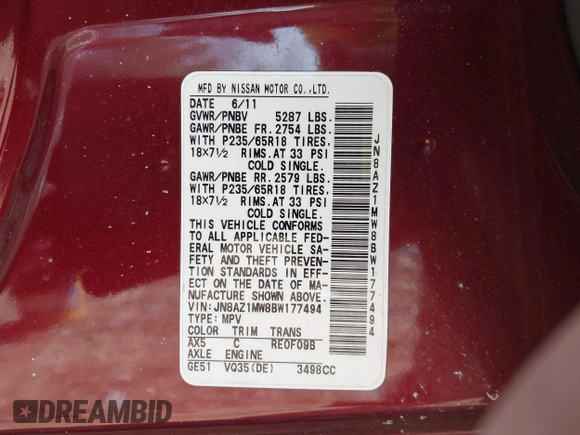 MFD BY NISSAN MOTOR CO.,LTD.
DATE 6/11
GVWR/PNBV 5287 LBS.
GAWR/PNBE FR. 2754 LBS.
WITH P235/65R18 TIRES.
18×7½ RIMS.AT 33 PSI
COLD SINGLE.
GAWR/PNBE RR. 2579 LBS.
WITH P235/65R18 TIRES.
18×7½ RIMS.AT 33 PSI
COLD SINGLE.
THIS VEHICLE CONFORMS
TO ALL APPLICABLE FED-
ERAL MOTOR VEHICLE SA-
FETY AND THEFT PREVEN-
TION STANDARDS IN EFF-
ECT ON THE DATE OF MA-
NUFACTURE SHOWN ABOVE.
VIN:JN8AZ1MW8BW177494
TYPE:MPV
COLOR TRIM TRANS
AX5 C RE0F09B
AXLE ENGINE
GE51 VQ35(DE) 3498CC
JN8AZ1MW8BW177494
DREAMBID